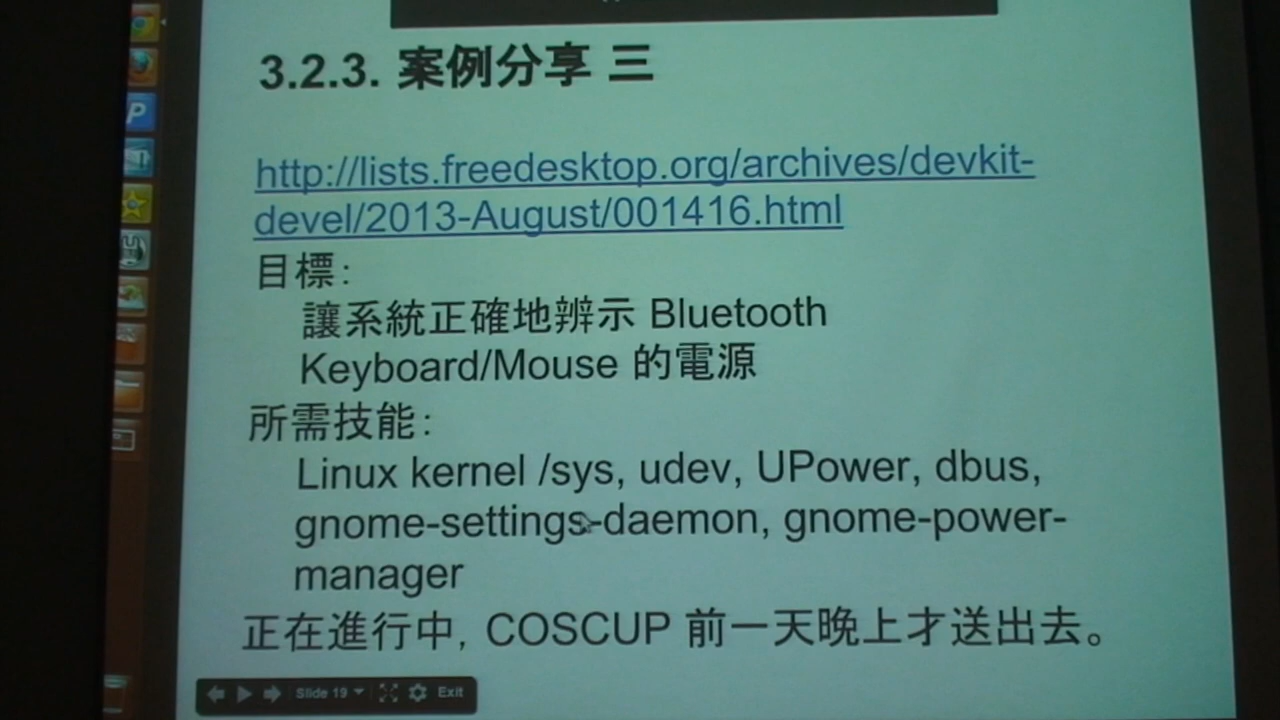 3.2.3. 案例分享 三
http://lists.freedesktop.org/archives/devkit-
devel/2013-August/001416.html
目標:
讓系統正確地辨示 Bluetooth
Keyboard/Mouse 的電源
所需技能:
Linux kernel /sys, udev, UPower, dbus,
gnome-settings-daemon, gnome-power-
manager
正在進行中, COSCUP 前一天晚上才送出去。
Slide 19 Exit